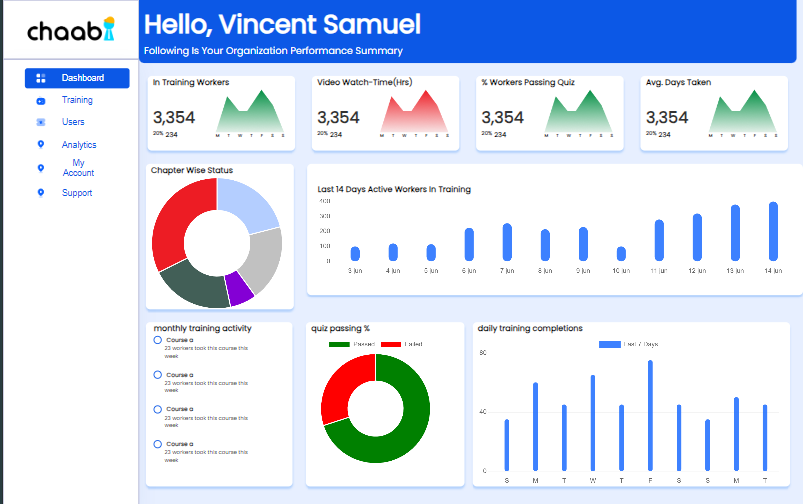 chaabi
Hello, Vincent Samuel
Following Is Your Organization Performance Summary
Dashboard
Training
Users
Analytics
My
Account
Support
In Training Workers
3,354
20% 234
M T W T F S S
Video Watch-Time(Hrs)
3,354
20% 234
M T W T F S S
% Workers Passing Quiz
3,354
20% 234
M T W T F S S
Avg. Days Taken
3,354
20% 234
M T W T F S S
Chapter Wise Status
Last 14 Days Active Workers In Training
400
300
200
100
0
3 jun 4 jun 5 jun 6 jun 7 jun 8 jun 9 jun 10 jun 11 jun 12 jun 13 jun 14 jun
monthly training activity
Course a
23 workers took this course this
week
Course a
23 workers took this course this
week
Course a
23 workers took this course this
week
Course a
23 workers took this course this
week
quiz passing %
Passed Failed
daily training completions
Last 7 Days
80
40
0
S M T W T F S S M T